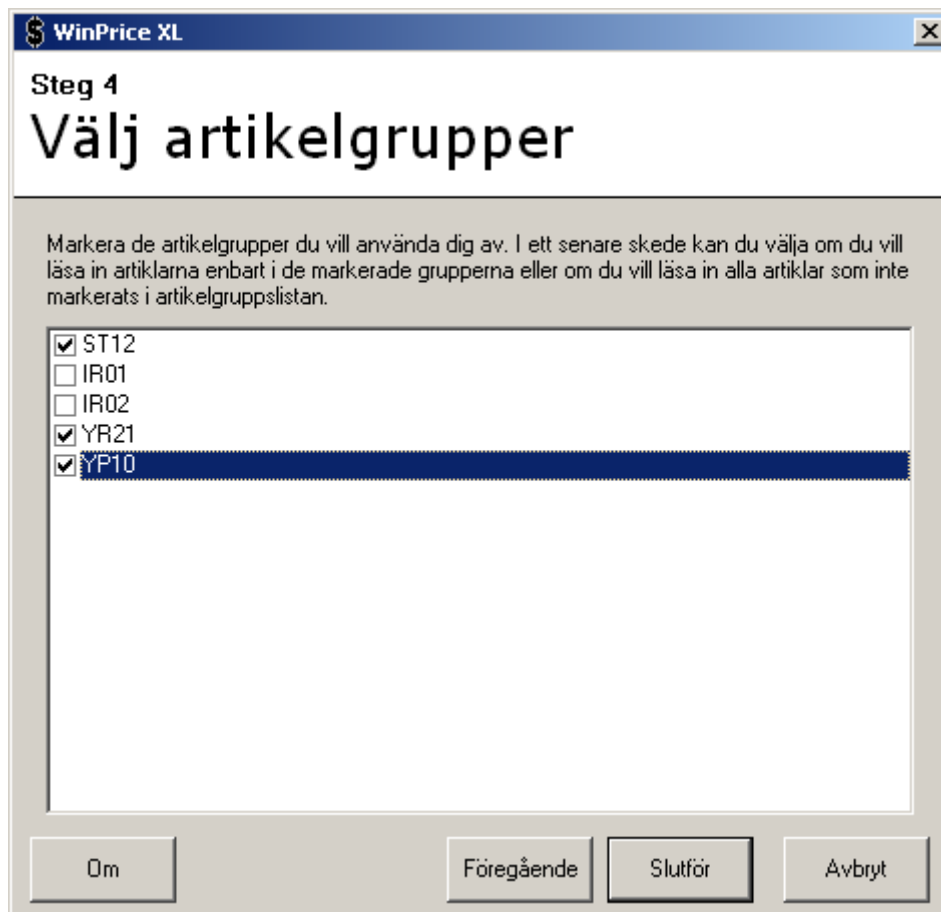 WinPrice XL
Steg 4
Välj artikelgrupper
Markera de artikelgrupper du vill använda dig av. I ett senare skede kan du välja om du vill
läsa in artiklarna enbart i de markerade grupperna eller om du vill läsa in alla artiklar som inte
markerats i artikelgruppslistan.
ST12
IR01
IR02
YR21
YP10
Om
Föregående
Slutför
Avbryt